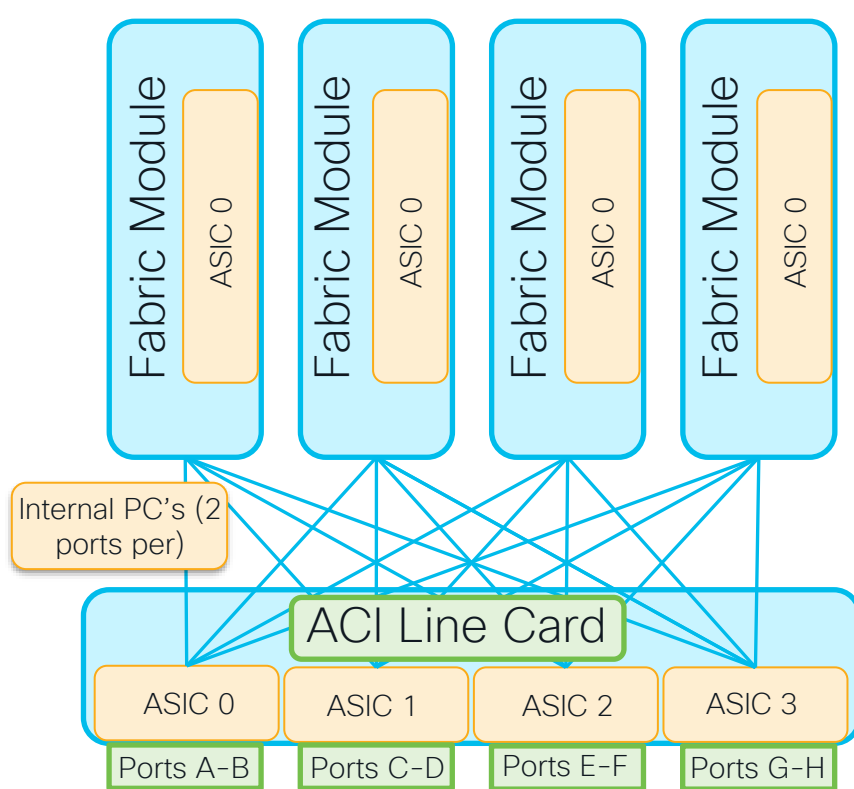 Fabric Module
ASIC 0
Fabric Module
ASIC 0
Fabric Module
ASIC 0
Fabric Module
ASIC 0
Internal PC's (2
ports per)
ACI Line Card
ASIC 0
ASIC 1
ASIC 2
ASIC 3
Ports A-B
Ports C-D
Ports E-F
Ports G-H